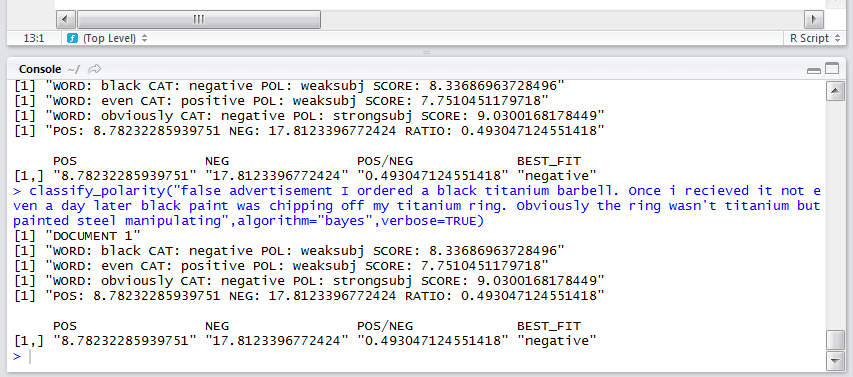 13:1 (Top Level) R Script
Console ~/
[1] "WORD: black CAT: negative POL: weaksubj SCORE: 8.33686963728496"
[1] "WORD: even CAT: positive POL: weaksubj SCORE: 7.7510451179718"
[1] "WORD: obviously CAT: negative POL: strongsubj SCORE: 9.0300168178449"
[1] "POS: 8.78232285939751 NEG: 17.8123396772424 RATIO: 0.493047124551418"
POS NEG POS/NEG BEST_FIT
[1,] "8.78232285939751" "17.8123396772424" "0.493047124551418" "negative"
> classify_polarity("false advertisement I ordered a black titanium barbell. Once i recieved it not e
ven a day later black paint was chipping off my titanium ring. Obviously the ring wasn't titanium but
painted steel manipulating",algorithm="bayes",verbose=TRUE)
[1] "DOCUMENT 1"
[1] "WORD: black CAT: negative POL: weaksubj SCORE: 8.33686963728496"
[1] "WORD: even CAT: positive POL: weaksubj SCORE: 7.7510451179718"
[1] "WORD: obviously CAT: negative POL: strongsubj SCORE: 9.0300168178449"
[1] "POS: 8.78232285939751 NEG: 17.8123396772424 RATIO: 0.493047124551418"
POS NEG POS/NEG BEST_FIT
[1,] "8.78232285939751" "17.8123396772424" "0.493047124551418" "negative"
>